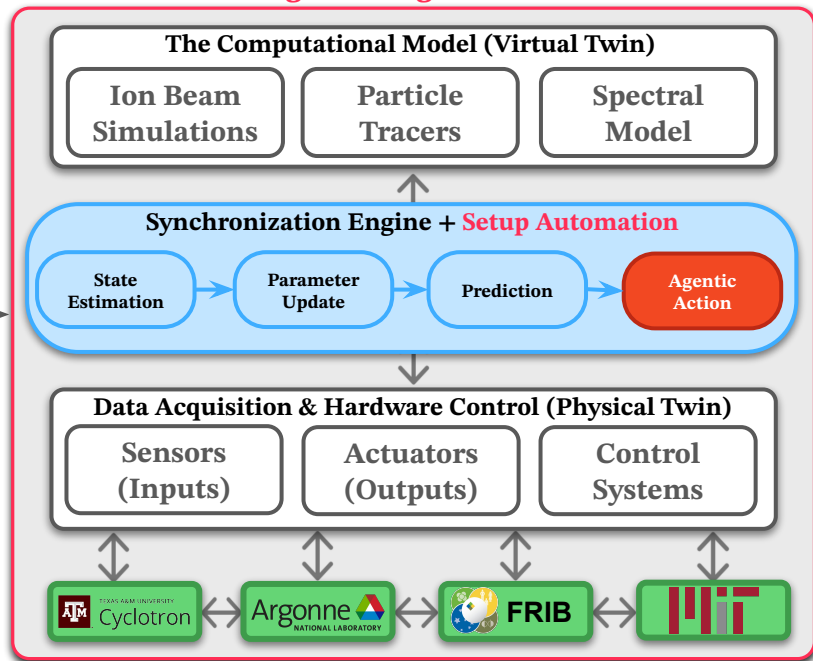 The Computational Model (Virtual Twin)
Ion Beam
Simulations
Particle
Tracers
Spectral
Model
Synchronization Engine + Setup Automation
State
Estimation
Parameter
Update
Prediction
Agentic
Action
Data Acquisition & Hardware Control (Physical Twin)
Sensors
(Inputs)
Actuators
(Outputs)
Control
Systems
ATM
TEXAS A&M UNIVERSITY
Cyclotron
Argonne
NATIONAL LABORATORY
FRIB
MIT